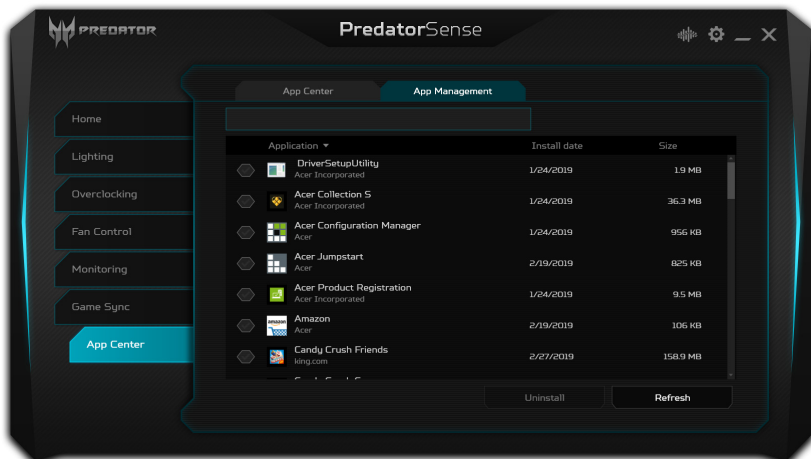 PREDATOR
PredatorSense
App Center
App Management
Home
Lighting
Overclocking
Fan Control
Monitoring
Game Sync
App Center
Application Install date Size
DriverSetupUtility
Acer Incorporated
1/24/2019 1.9 MB
Acer Collection S
Acer Incorporated
1/24/2019 36.3 MB
Acer Configuration Manager
Acer
1/24/2019 956 KB
Acer Jumpstart
Acer
2/19/2019 825 KB
Acer Product Registration
Acer Incorporated
1/24/2019 9.5 MB
amazon
Amazon
Acer
2/19/2019 106 KB
Candy Crush Friends
king.com
2/27/2019 158.9 MB
Uninstall
Refresh